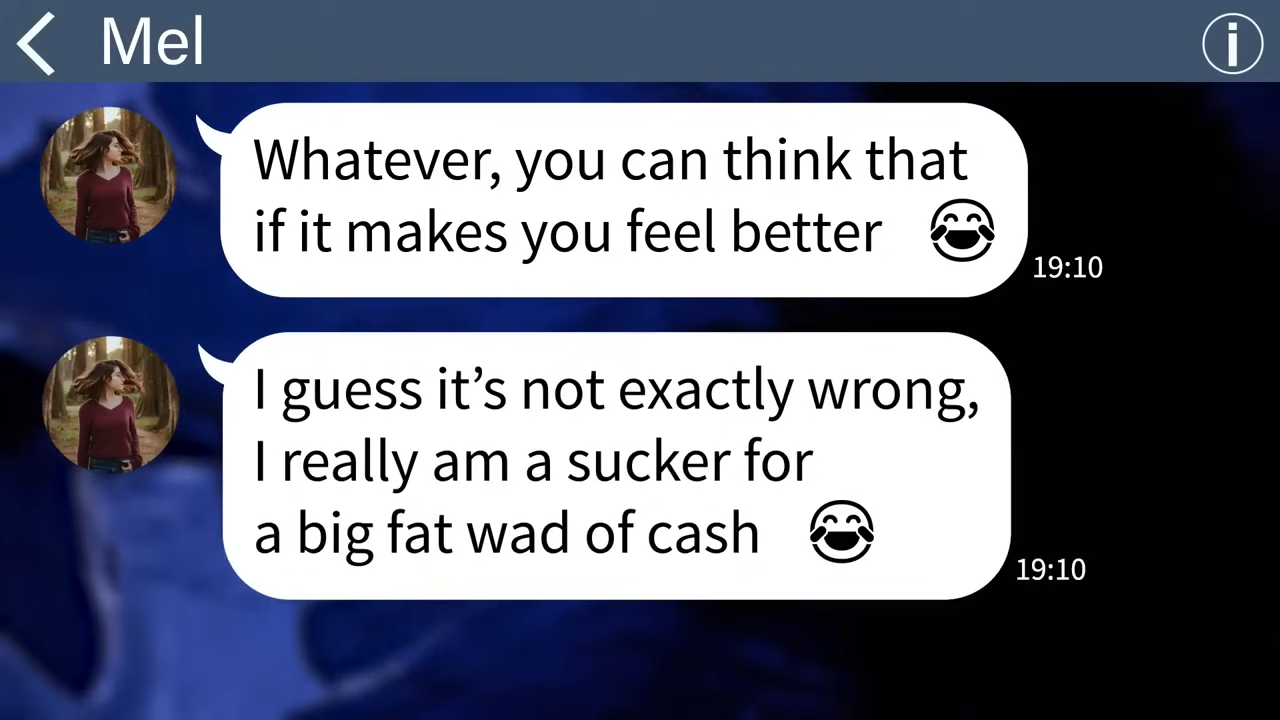 Mel
Whatever, you can think that
if it makes you feel better 😂
19:10
I guess it’s not exactly wrong,
I really am a sucker for
a big fat wad of cash 😂
19:10